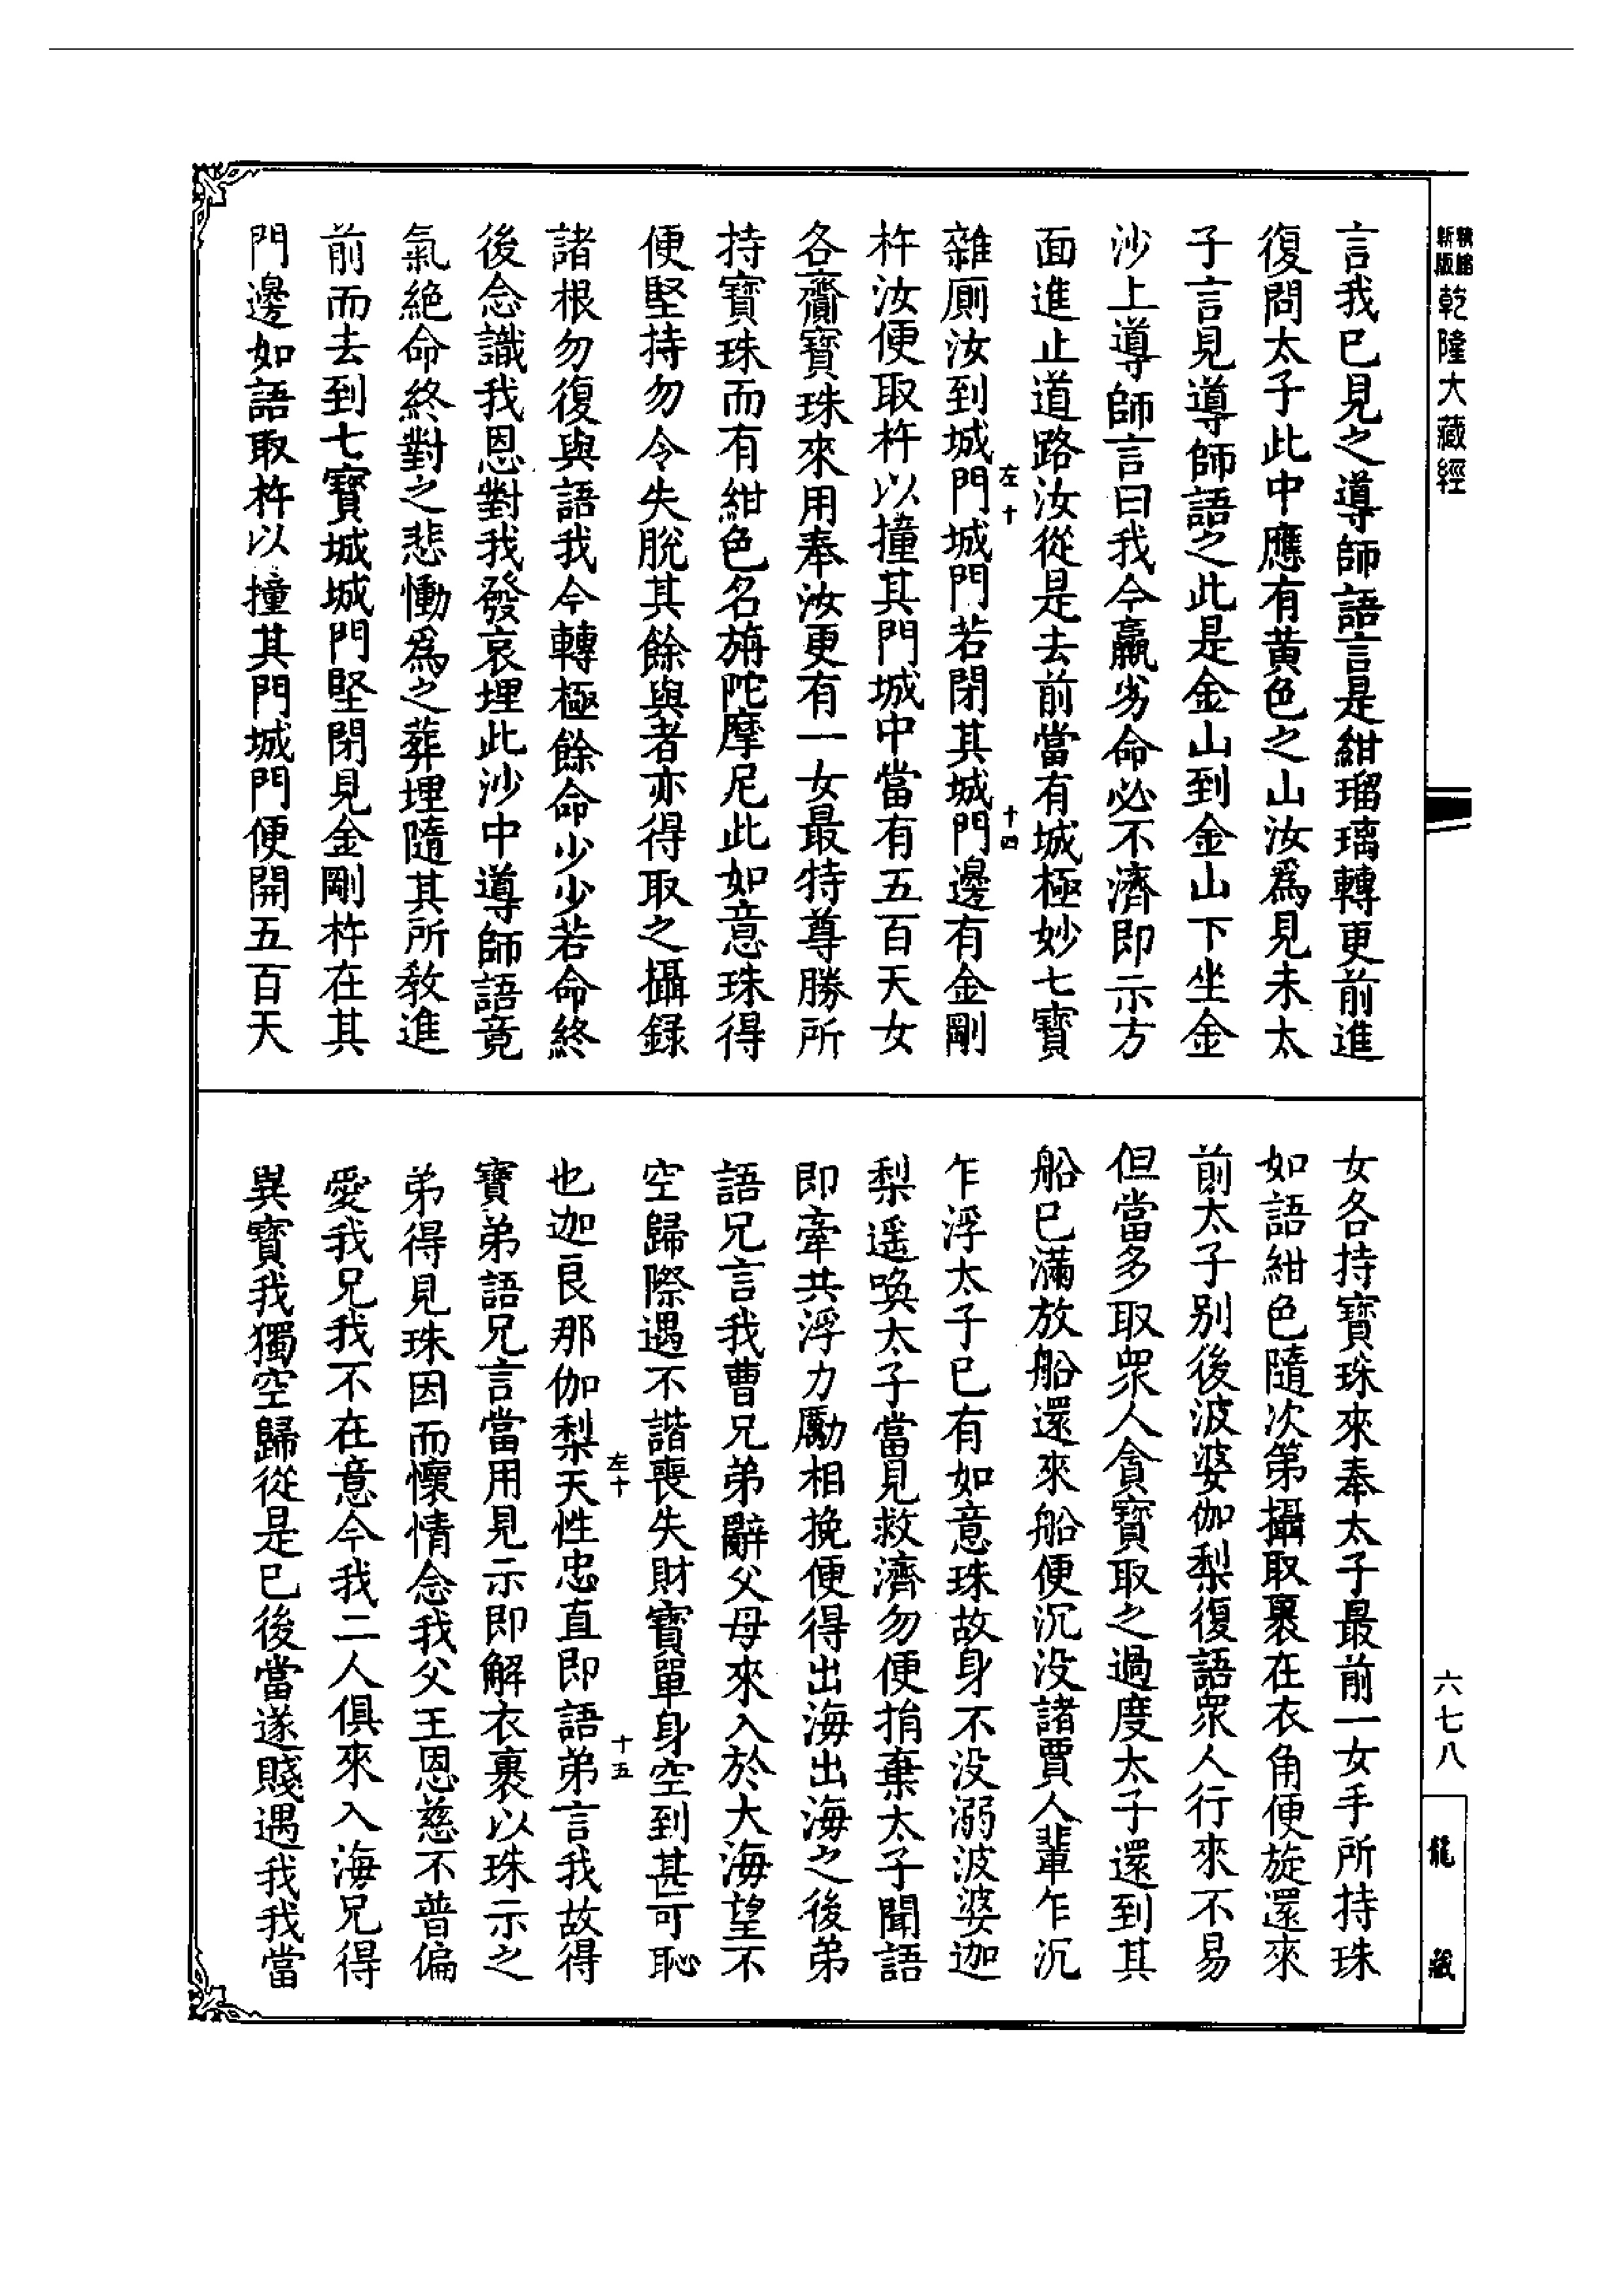 精縮
新版
乾隆大藏經
言我已見之導師語言是紺瑠璃轉更前進
復問太子此中應有黃色之山汝爲見未太
子言見導師語之此是金山到金山下坐金
沙上導師言曰我今羸劣命必不濟即示方
面進止道路汝從是去前當有城極妙七寶
雜廁汝到城門城門若閉其城門邊有金剛
左十
十四
杵汝便取杵以撞其門城中當有五百天女
各齎寶珠來用奉汝更有一女最特尊勝所
持寶珠而有紺色名旃陀摩尼此如意珠得
便堅持勿令失脫其餘與者亦得取之攝錄
諸根勿復與語我今轉極餘命少少若命終
後念識我恩對我發哀埋此沙中導師語竟
氣絕命終對之悲慟爲之葬埋隨其所教進
前而去到七寶城城門堅閉見金剛杵在其
門邊如語取杵以撞其門城門便開五百天
女各持寶珠來奉太子最前一女手所持珠
如語紺色隨次第攝取裹在衣角便旋還來
前太子別後波婆伽梨復語眾人行來不易
但當多取眾人貪寶取之過度太子還到其
船已滿放船還來船便沉没諸賈人輩乍沉
乍浮太子已有如意珠故身不没溺波婆迦
梨遥喚太子當見救濟勿便捐棄太子聞語
即牽共浮力勵相挽便得出海出海之後弟
語兄言我曹兄弟辭父母來入於大海望不
空歸際遇不諧喪失財寶單身空到甚可恥
也迦良那伽梨天性忠直即語弟言我故得
左十
十五
寶弟語兄言當用見示即解衣裹以珠示之
弟得見珠因而懷情念我父王恩慈不普偏
愛我兄我不在意今我二人俱來入海兄得
異寶我獨空歸從是已後當遂賤遇我我當
六七八
龍藏